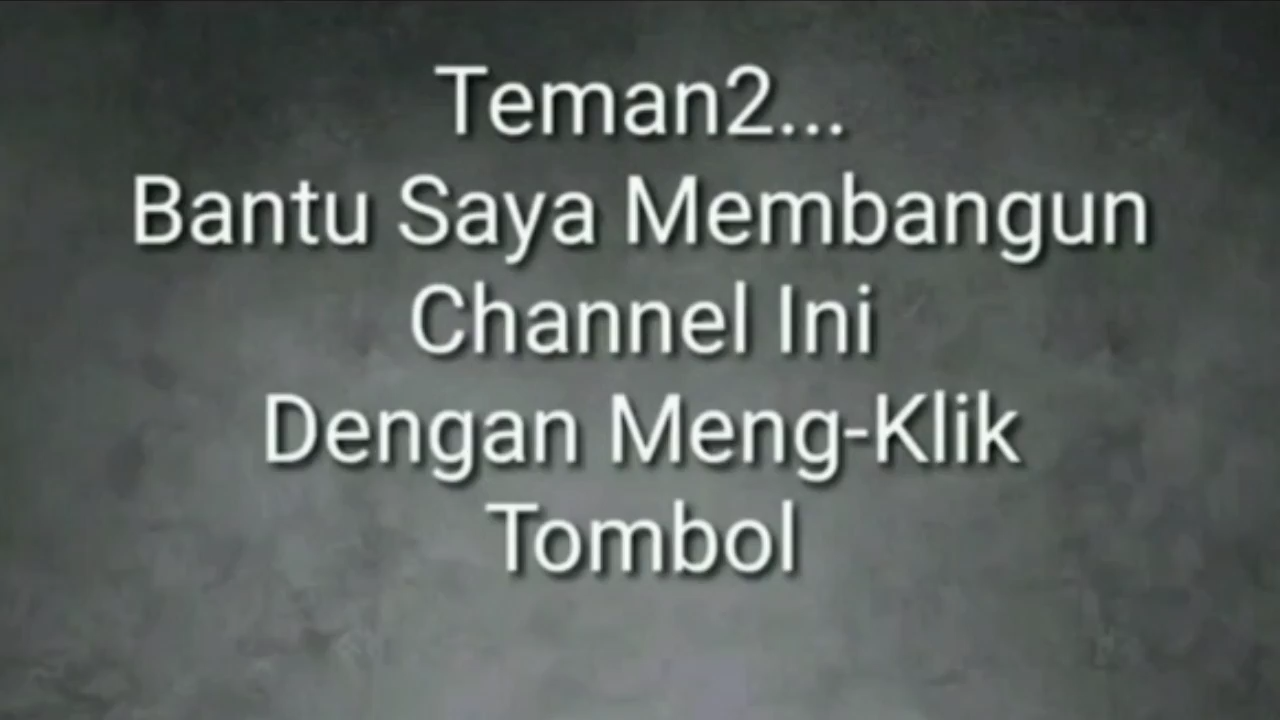 Teman2...
Bantu Saya Membangun
Channel Ini
Dengan Meng-Klik
Tombol